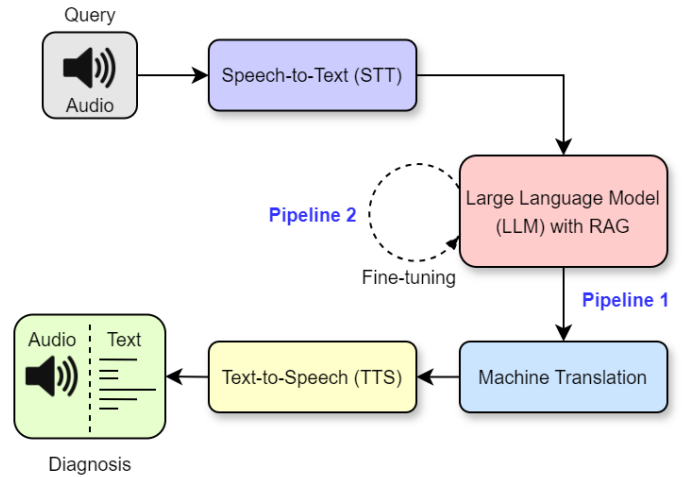 Query
Audio
Speech-to-Text (STT)
Large Language Model
(LLM) with RAG
Pipeline 2
Fine-tuning
Pipeline 1
Machine Translation
Text-to-Speech (TTS)
Audio
Text
Diagnosis